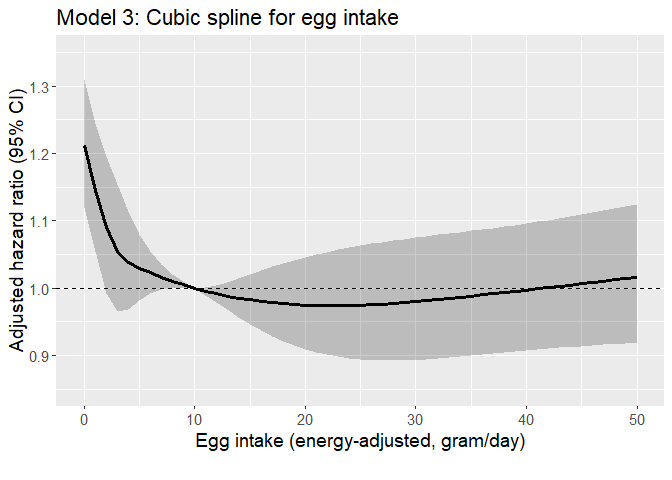 Model 3: Cubic spline for egg intake
Adjusted hazard ratio (95% CI)
1.3
1.2
1.1
1.0
0.9
0 10 20 30 40 50
Egg intake (energy-adjusted, gram/day)